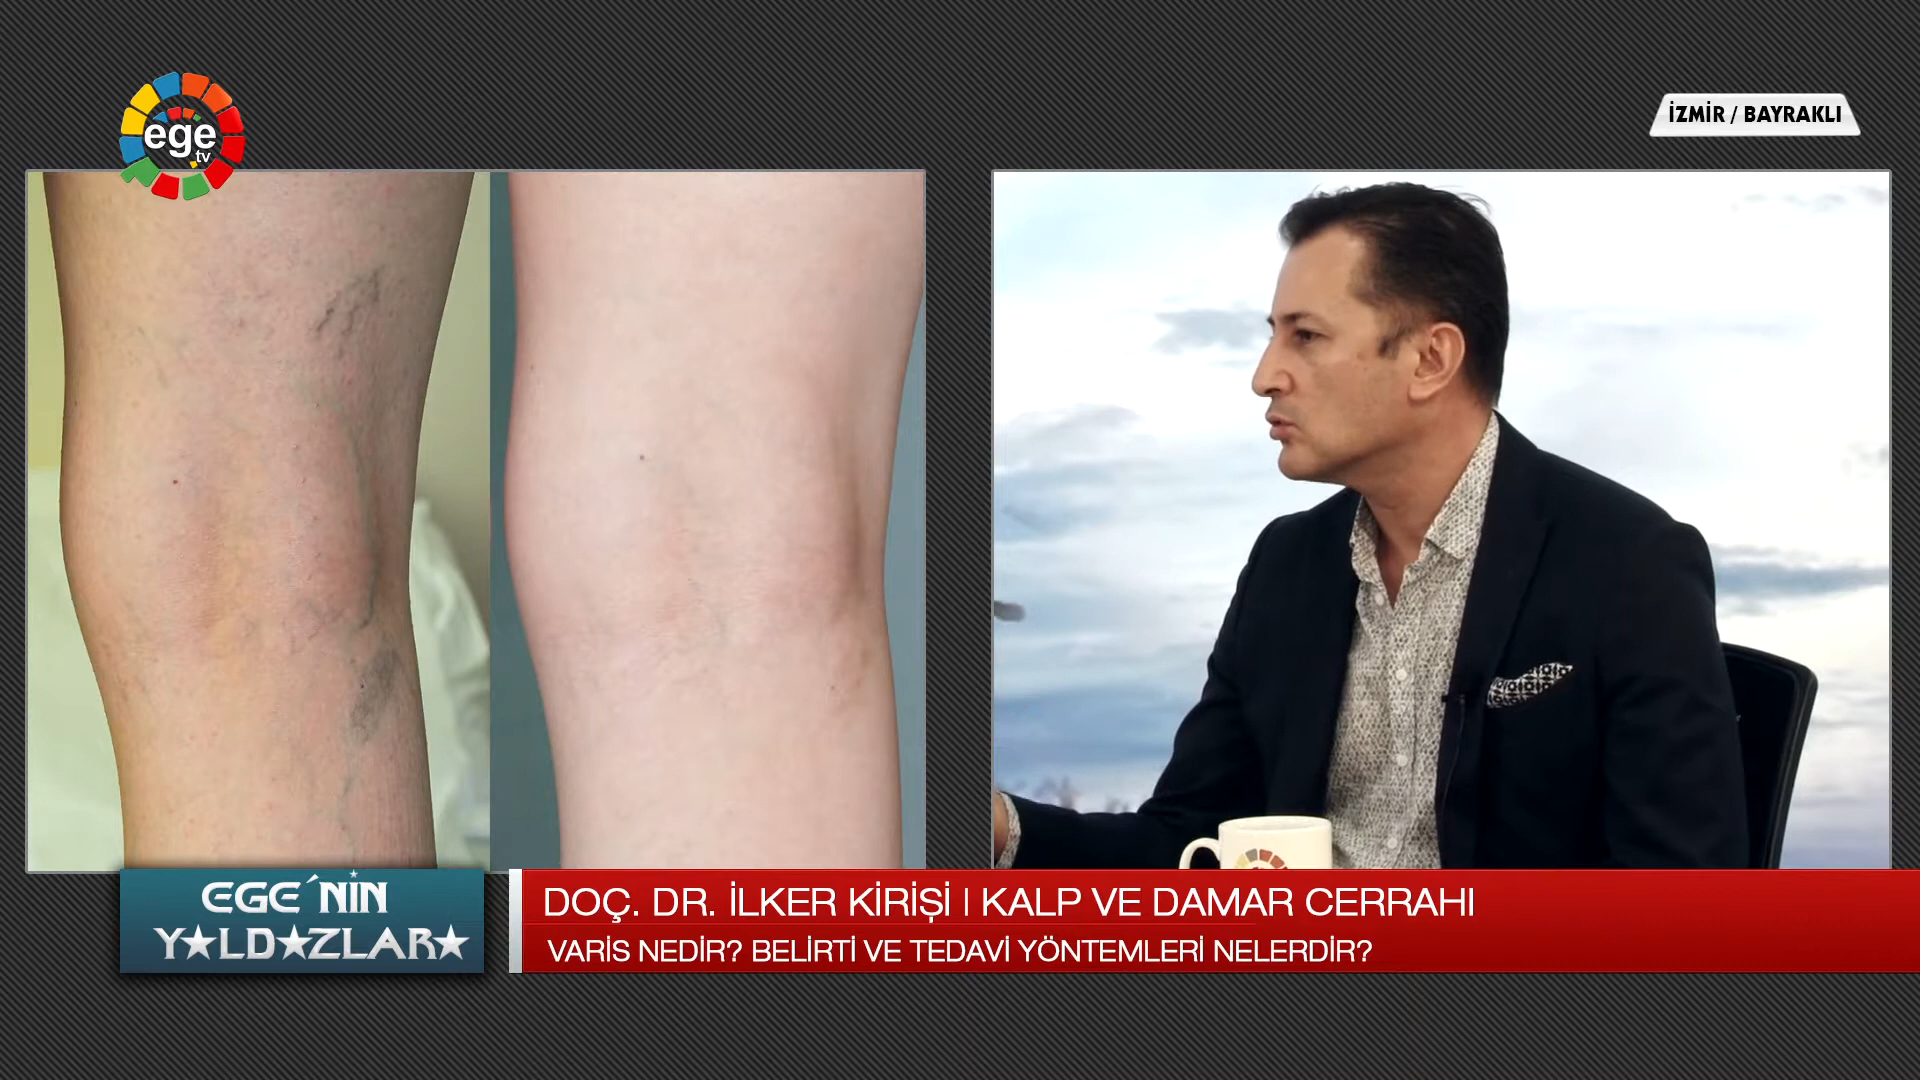 ege
tv
İZMİR / BAYRAKLI
EGE´NİN
YILDIZLARI
DOÇ. DR. İLKER KİRİŞİ | KALP VE DAMAR CERRAHI
VARİS NEDİR? BELİRTİ VE TEDAVİ YÖNTEMLERİ NELERDİR?